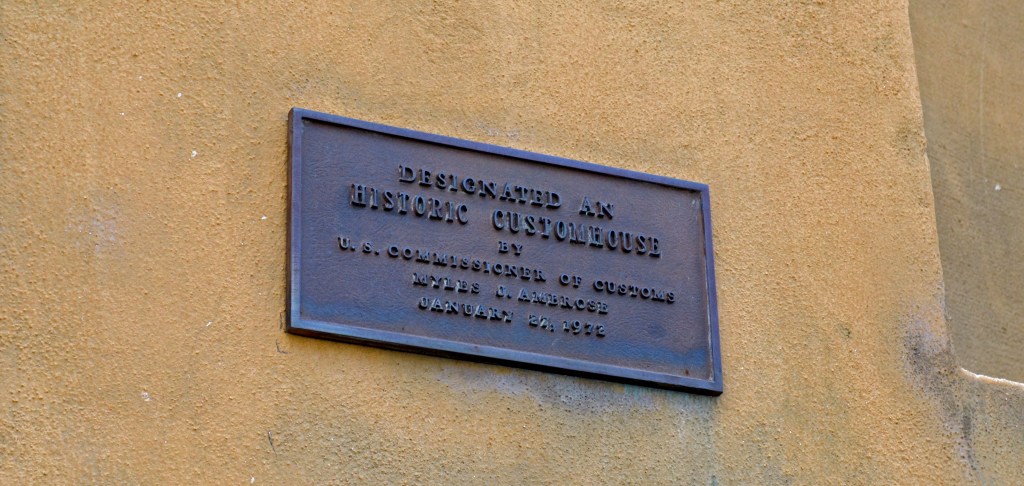 DESIGNATED AN
HISTORIC CUSTOMHOUSE
BY
U. S. COMMISSIONER OF CUSTOMS
MYLES J. AMBROSE
JANUARY 27, 1972